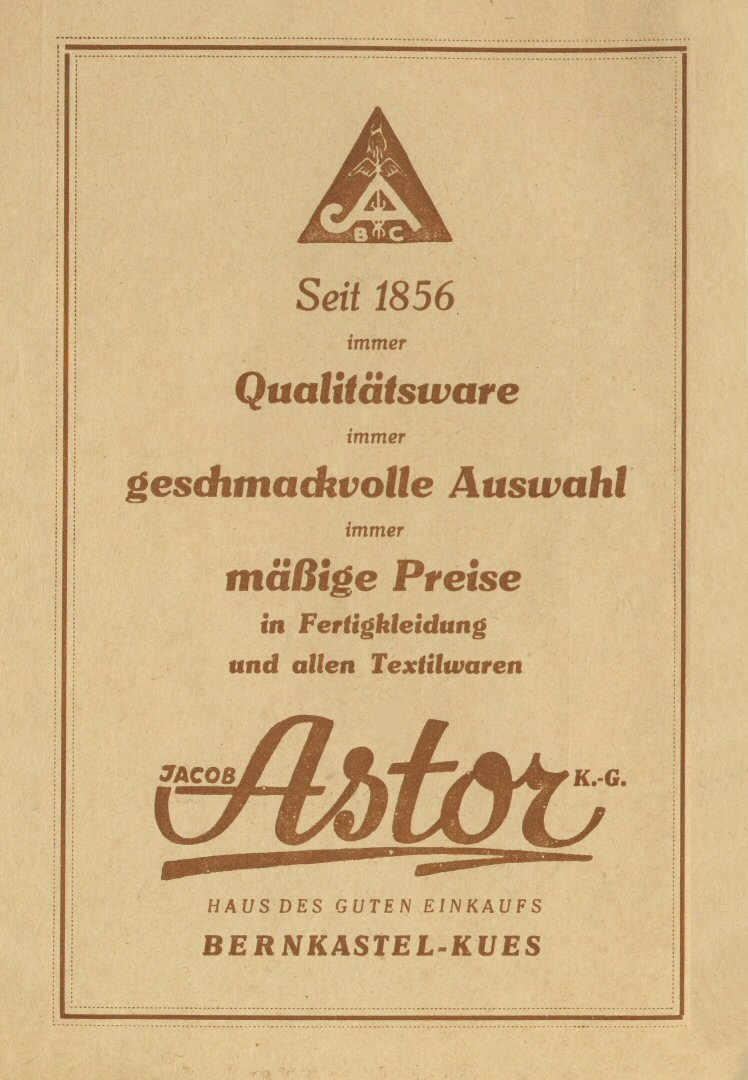 JA
B C
Seit 1856
immer
Qualitätsware
immer
geschmackvolle Auswahl
immer
mäßige Preise
in Fertigkleidung
und allen Textilwaren
JACOB Astor K.-G.
HAUS DES GUTEN EINKAUFS
BERNKASTEL-KUES